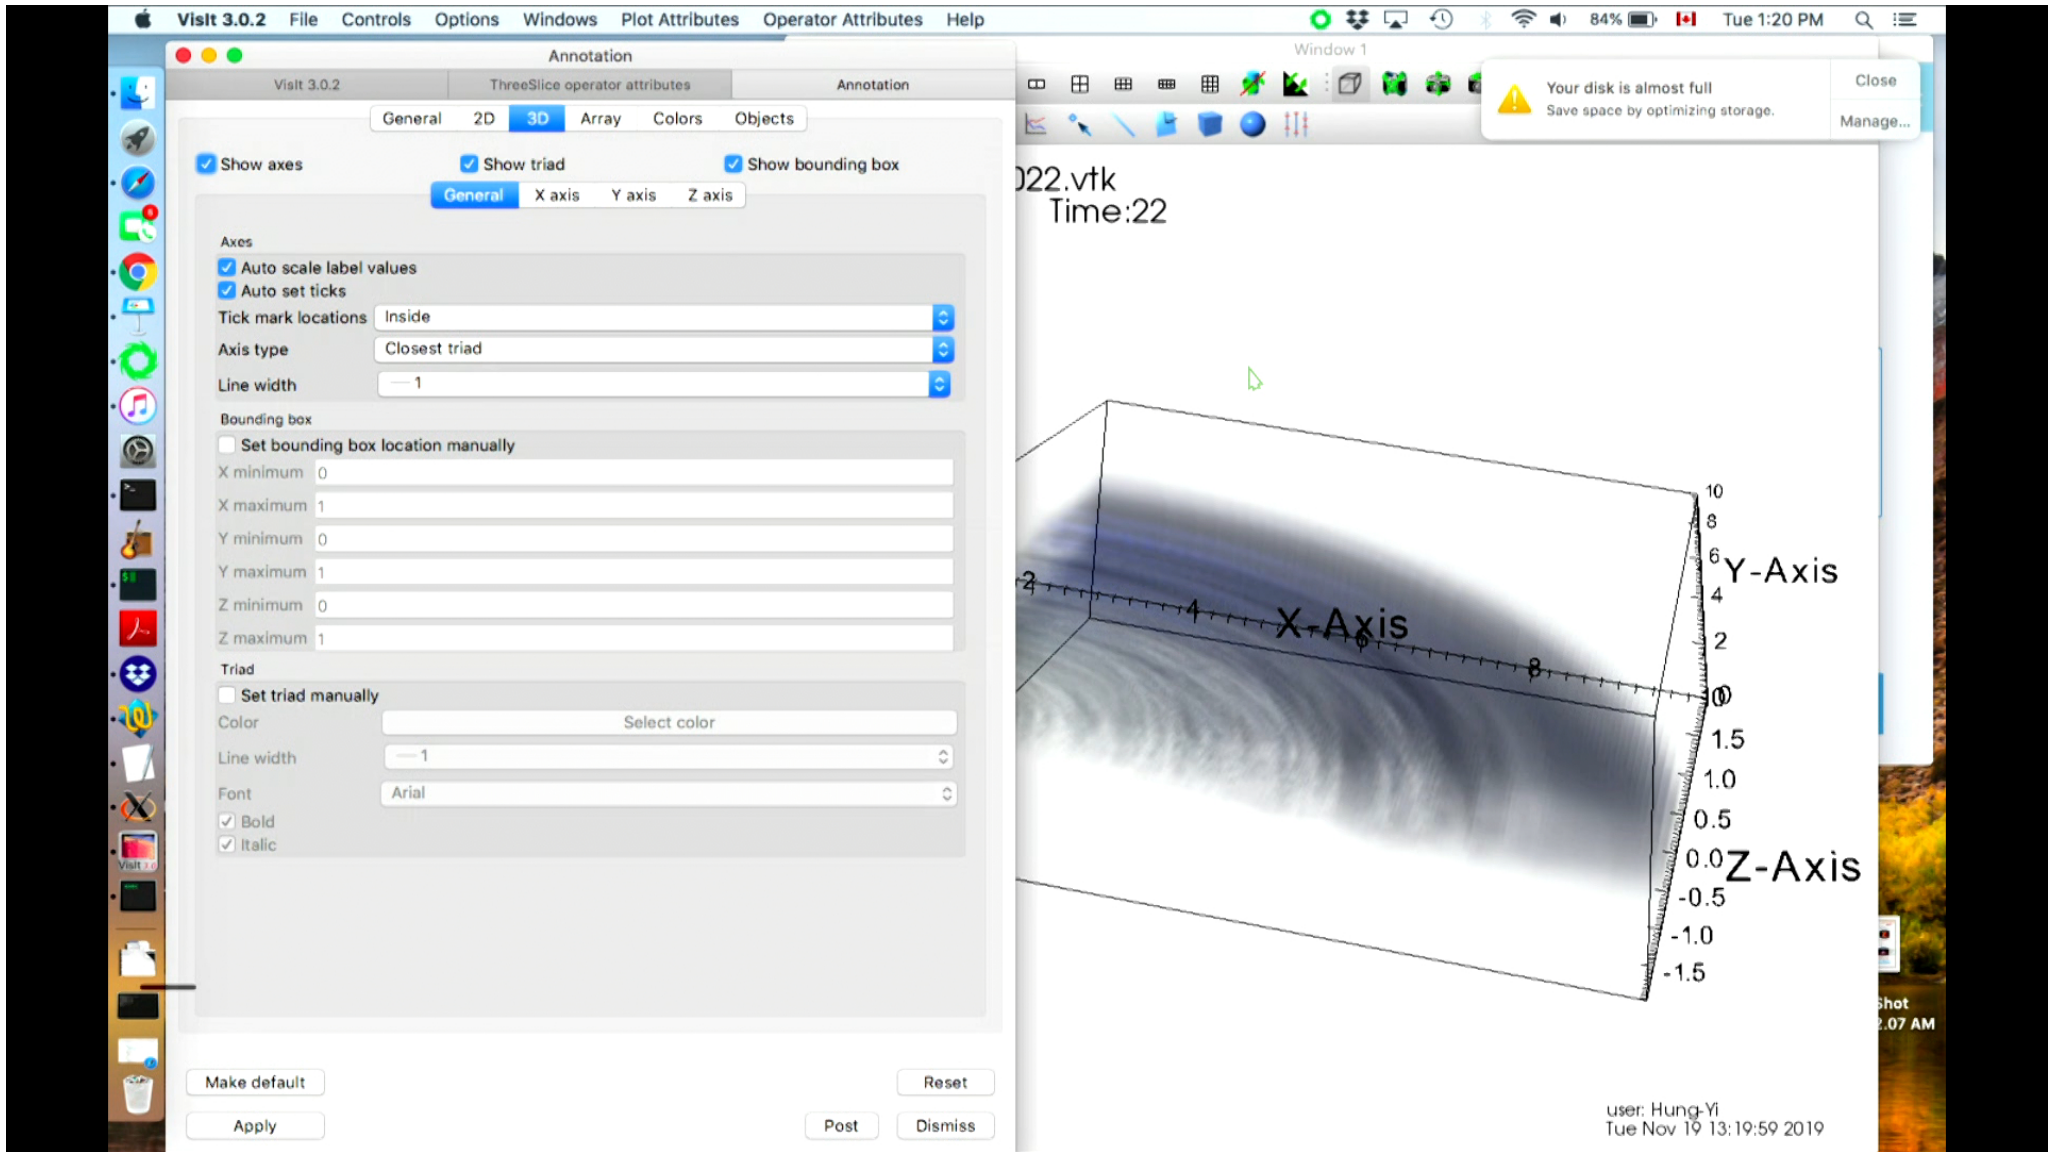 VisIt 3.0.2 File Controls Options Windows Plot Attributes Operator Attributes Help 84% Tue 1:20 PM
Annotation
VisIt 3.0.2 ThreeSlice operator attributes Annotation
General 2D 3D Array Colors Objects
Show axes Show triad Show bounding box
General X axis Y axis Z axis
Axes
Auto scale label values
Auto set ticks
Tick mark locations Inside
Axis type Closest triad
Line width 1
Bounding box
Set bounding box location manually
X minimum 0
X maximum 1
Y minimum 0
Y maximum 1
Z minimum 0
Z maximum 1
Triad
Set triad manually
Color Select color
Line width 1
Font Arial
Bold
Italic
Make default Reset
Apply Post Dismiss
Window 1
Your disk is almost full
Save space by optimizing storage.
Close
Manage...
022.vtk
Time:22
10
8
6
Y-Axis
4
2
2 4 X-Axis 6 8
1.5
1.0
0.5
0.0
Z-Axis
-0.5
-1.0
-1.5
user: Hung-Yi
Tue Nov 19 13:19:59 2019
Shot
2.07 AM
VisIt 3.0